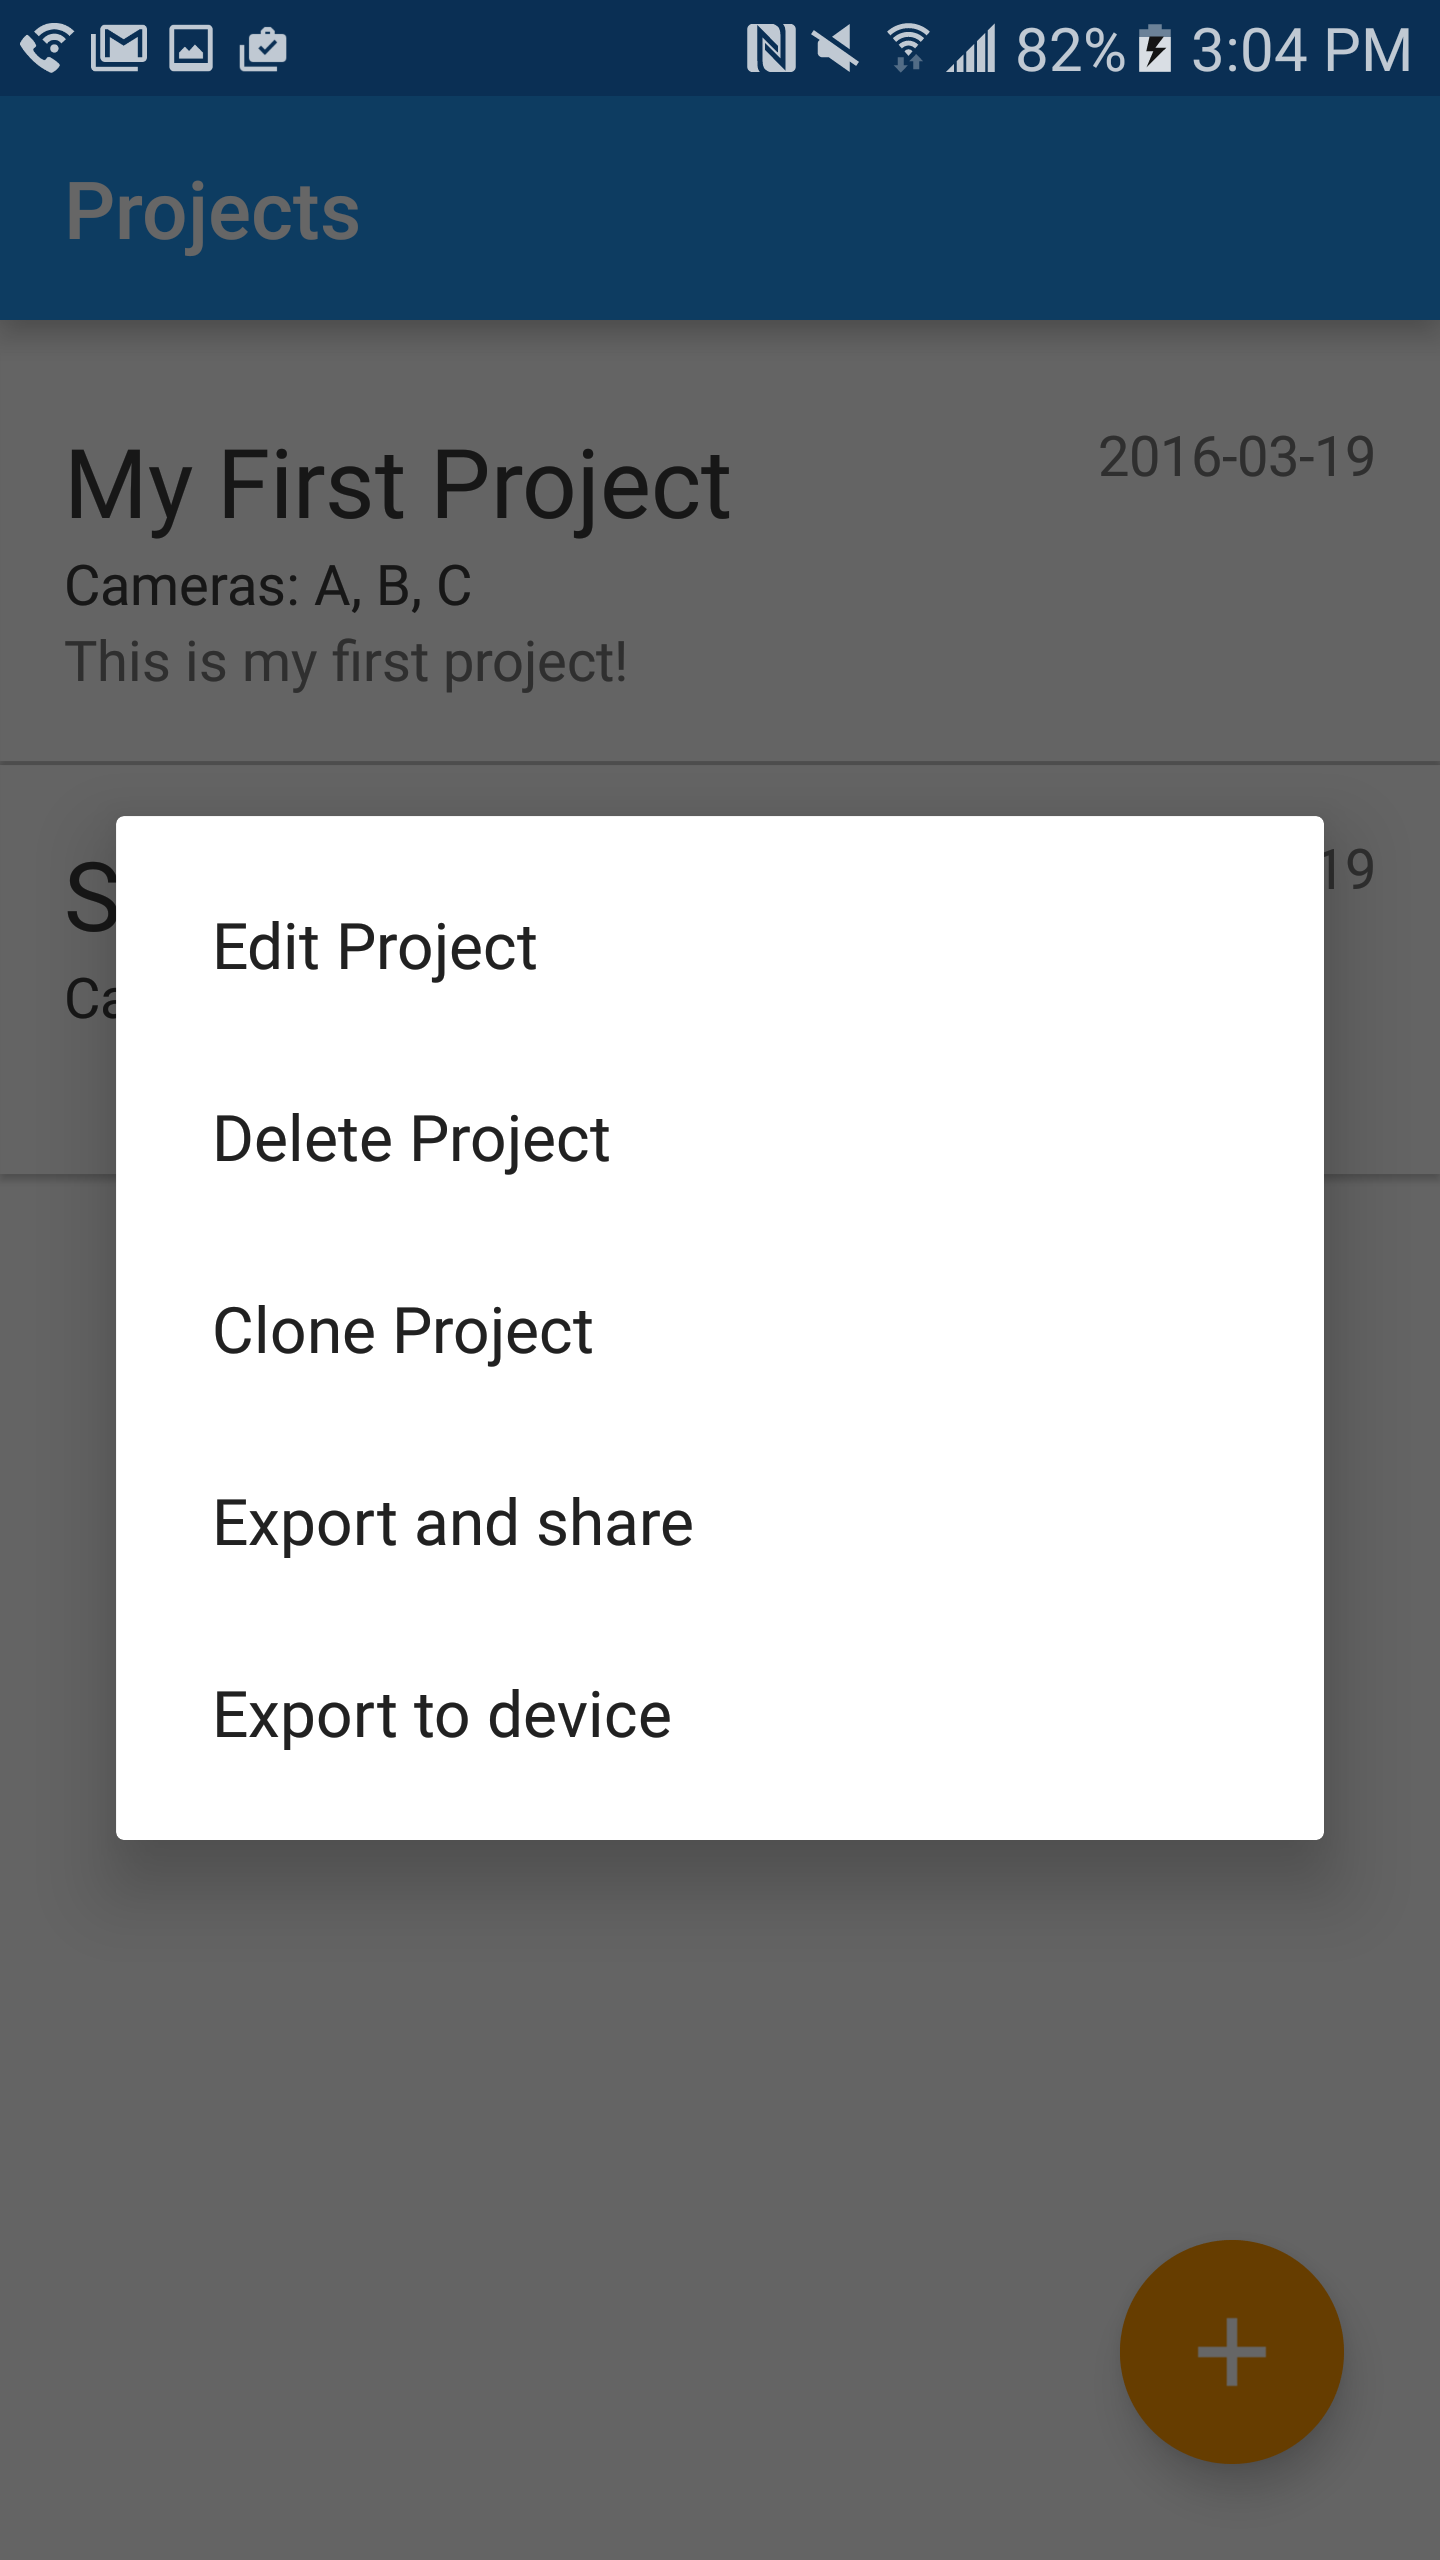 82% 3:04 PM
Projects
My First Project
2016-03-19
Cameras: A, B, C
This is my first project!
Edit Project
Delete Project
Clone Project
Export and share
Export to device